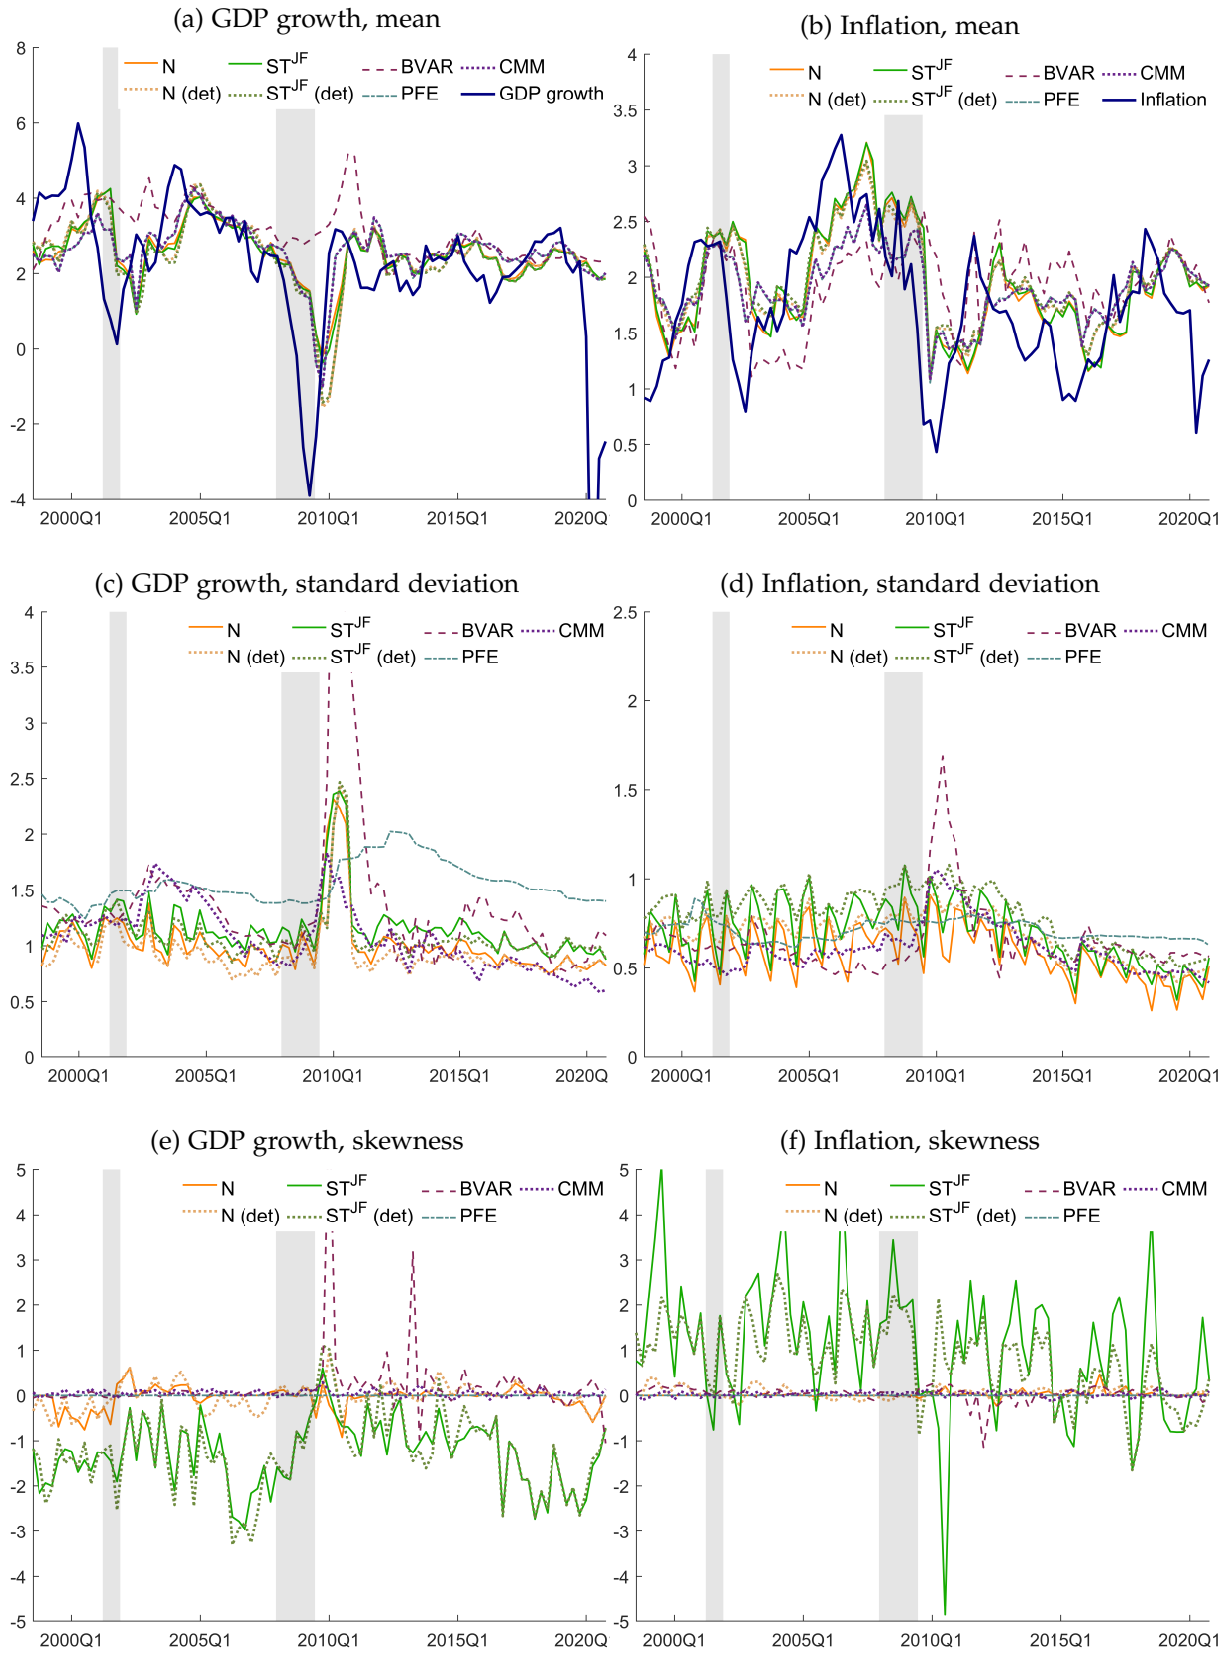 (a) GDP growth, mean
N
ST^JF
BVAR
CMM
N (det)
ST^JF (det)
PFE
GDP growth
8
6
4
2
0
-2
-4
2000Q1
2005Q1
2010Q1
2015Q1
2020Q
(b) Inflation, mean
N
ST^JF
BVAR
CMM
N (det)
ST^JF (det)
PFE
Inflation
4
3.5
3
2.5
2
1.5
1
0.5
0
2000Q1
2005Q1
2010Q1
2015Q1
2020Q1
(c) GDP growth, standard deviation
N
ST^JF
BVAR
CMM
N (det)
ST^JF (det)
PFE
4
3.5
3
2.5
2
1.5
1
0.5
0
2000Q1
2005Q1
2010Q1
2015Q1
2020Q
(d) Inflation, standard deviation
N
ST^JF
BVAR
CMM
N (det)
ST^JF (det)
PFE
2.5
2
1.5
1
0.5
0
2000Q1
2005Q1
2010Q1
2015Q1
2020Q1
(e) GDP growth, skewness
N
ST^JF
BVAR
CMM
N (det)
ST^JF (det)
PFE
5
4
3
2
1
0
-1
-2
-3
-4
-5
2000Q1
2005Q1
2010Q1
2015Q1
2020Q
(f) Inflation, skewness
N
ST^JF
BVAR
CMM
N (det)
ST^JF (det)
PFE
5
4
3
2
1
0
-1
-2
-3
-4
-5
2000Q1
2005Q1
2010Q1
2015Q1
2020Q1